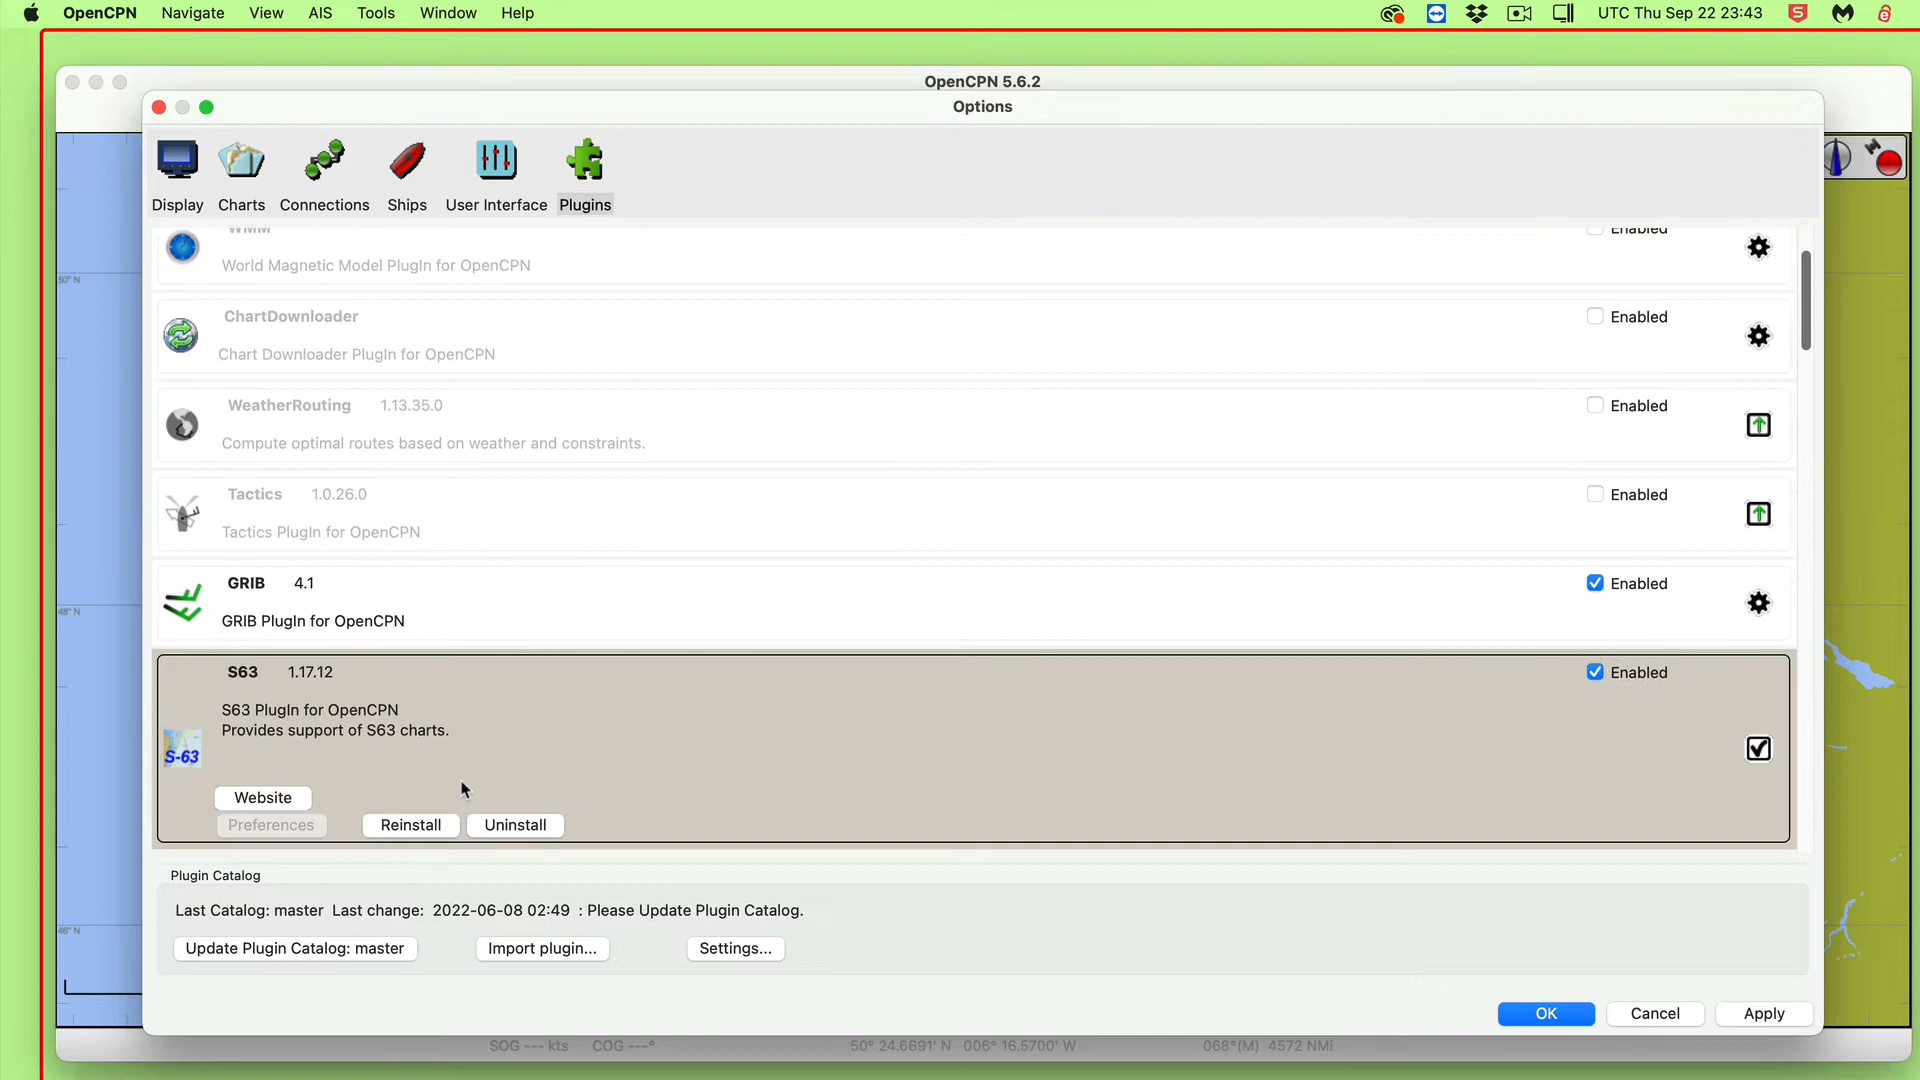 OpenCPN Navigate View AIS Tools Window Help UTC Thu Sep 22 23:43
OpenCPN 5.6.2
Options
Display Charts Connections Ships User Interface Plugins
WMM Enabled
World Magnetic Model PlugIn for OpenCPN
ChartDownloader Enabled
Chart Downloader PlugIn for OpenCPN
WeatherRouting 1.13.35.0 Enabled
Compute optimal routes based on weather and constraints.
Tactics 1.0.26.0 Enabled
Tactics PlugIn for OpenCPN
GRIB 4.1 Enabled
GRIB PlugIn for OpenCPN
S63 1.17.12 Enabled
S63 PlugIn for OpenCPN
Provides support of S63 charts.
S-63
Website
Preferences Reinstall Uninstall
Plugin Catalog
Last Catalog: master Last change: 2022-06-08 02:49 : Please Update Plugin Catalog.
Update Plugin Catalog: master Import plugin... Settings...
OK Cancel Apply
SOG --- kts COG ---° 50° 24.6691' N 006° 16.5700' W 068°(M) 4572 NMi
50° N
48° N
46° N